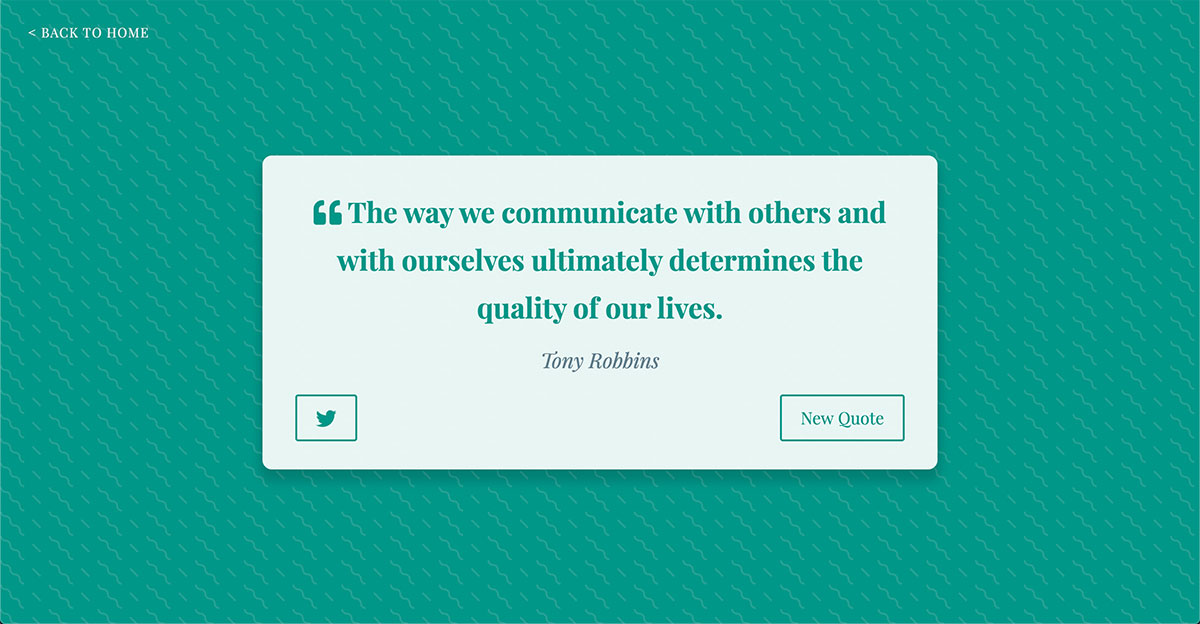 < BACK TO HOME
❝ The way we communicate with others and
with ourselves ultimately determines the
quality of our lives.
Tony Robbins
New Quote